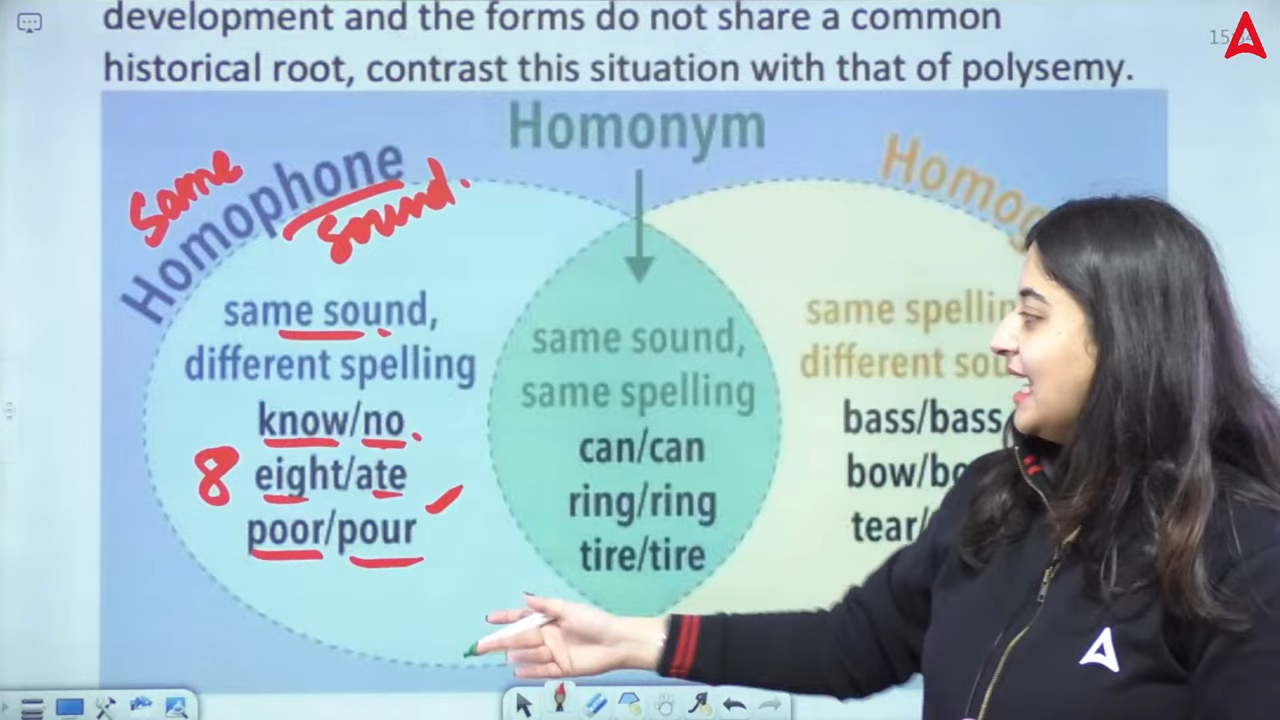 development and the forms do not share a common
historical root, contrast this situation with that of polysemy.
Homonym
Homophone
Same
Sound.
same sound,
different spelling
know/no
8 eight/ate
poor/pour
same sound,
same spelling
can/can
ring/ring
tire/tire
same
different
bass/bass